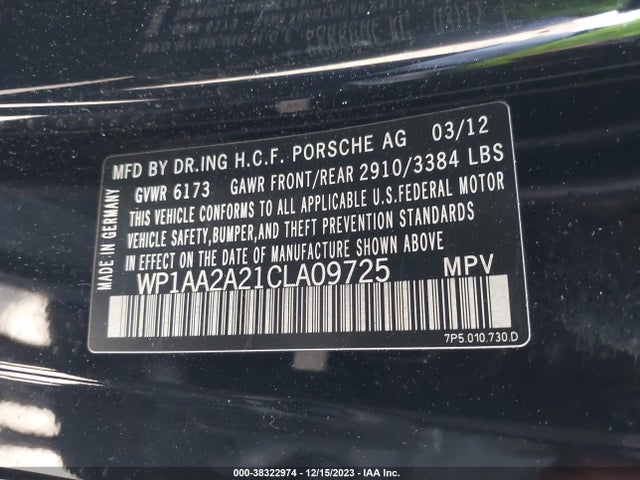 MFD BY DR.ING H.C.F. PORSCHE AG 03/12
GVWR 6173 GAWR FRONT/REAR 2910/3384 LBS
THIS VEHICLE CONFORMS TO ALL APPLICABLE U.S.FEDERAL MOTOR
VEHICLE SAFETY,BUMPER,AND THEFT PREVENTION STANDARDS
IN EFFECT ON THE DATE OF MANUFACTURE SHOWN ABOVE
WP1AA2A21CLA09725 MPV
7P5.010.730.D
MADE IN GERMANY
000-38322974 - 12/15/2023 - IAA Inc.